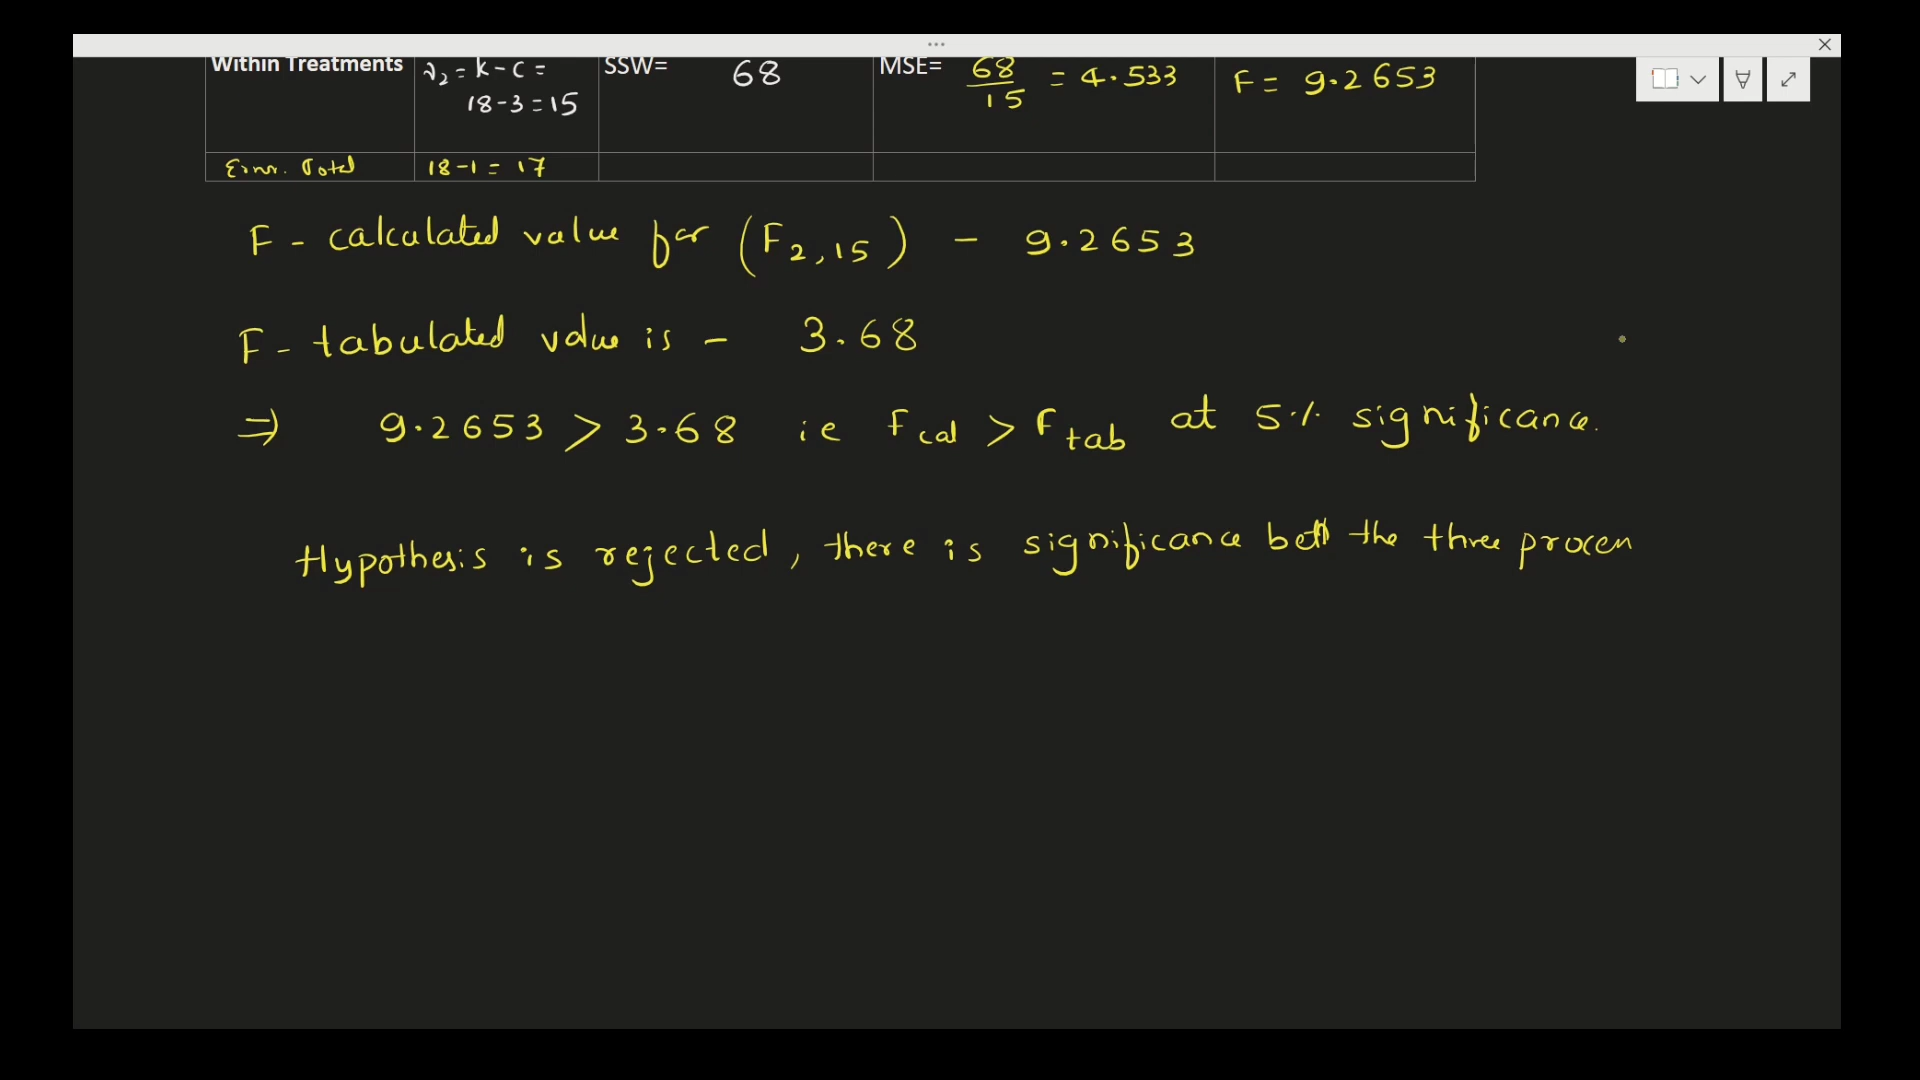 Within Treatments ν₂ = k - c = SSW= 68 MSE= 68/15 = 4.533 F = 9.2653
18-3 = 15
Error. Total 18-1 = 17
F - calculated value for (F₂,₁₅) - 9.2653
F - tabulated value is - 3.68
⇒ 9.2653 > 3.68 ie Fcal > Ftab at 5% significance.
Hypothesis is rejected, there is significance betn the three process